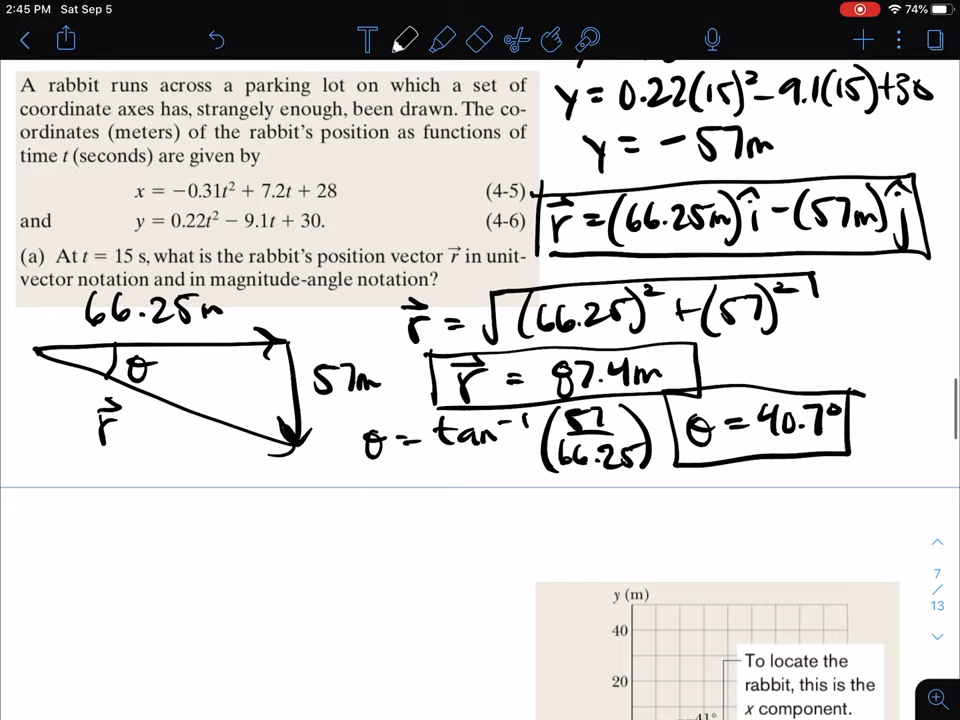 2:45 PM Sat Sep 5
74%
T
A rabbit runs across a parking lot on which a set of
coordinate axes has, strangely enough, been drawn. The co-
ordinates (meters) of the rabbit's position as functions of
time t (seconds) are given by
x = −0.31t² + 7.2t + 28 (4-5)
and y = 0.22t² − 9.1t + 30. (4-6)
(a) At t = 15 s, what is the rabbit's position vector r⃗ in unit-
vector notation and in magnitude-angle notation?
y = 0.22(15)² − 9.1(15) + 30
y = −57m
r⃗ = (66.25m) î − (57m) ĵ
66.25m
θ
57m
r⃗
r⃗ = √(66.25)² + (57)²
r⃗ = 87.4m
θ = tan⁻¹ (57/66.25)
θ = 40.7°
7
/
13
y (m)
40
20
To locate the
rabbit, this is the
x component.
41°